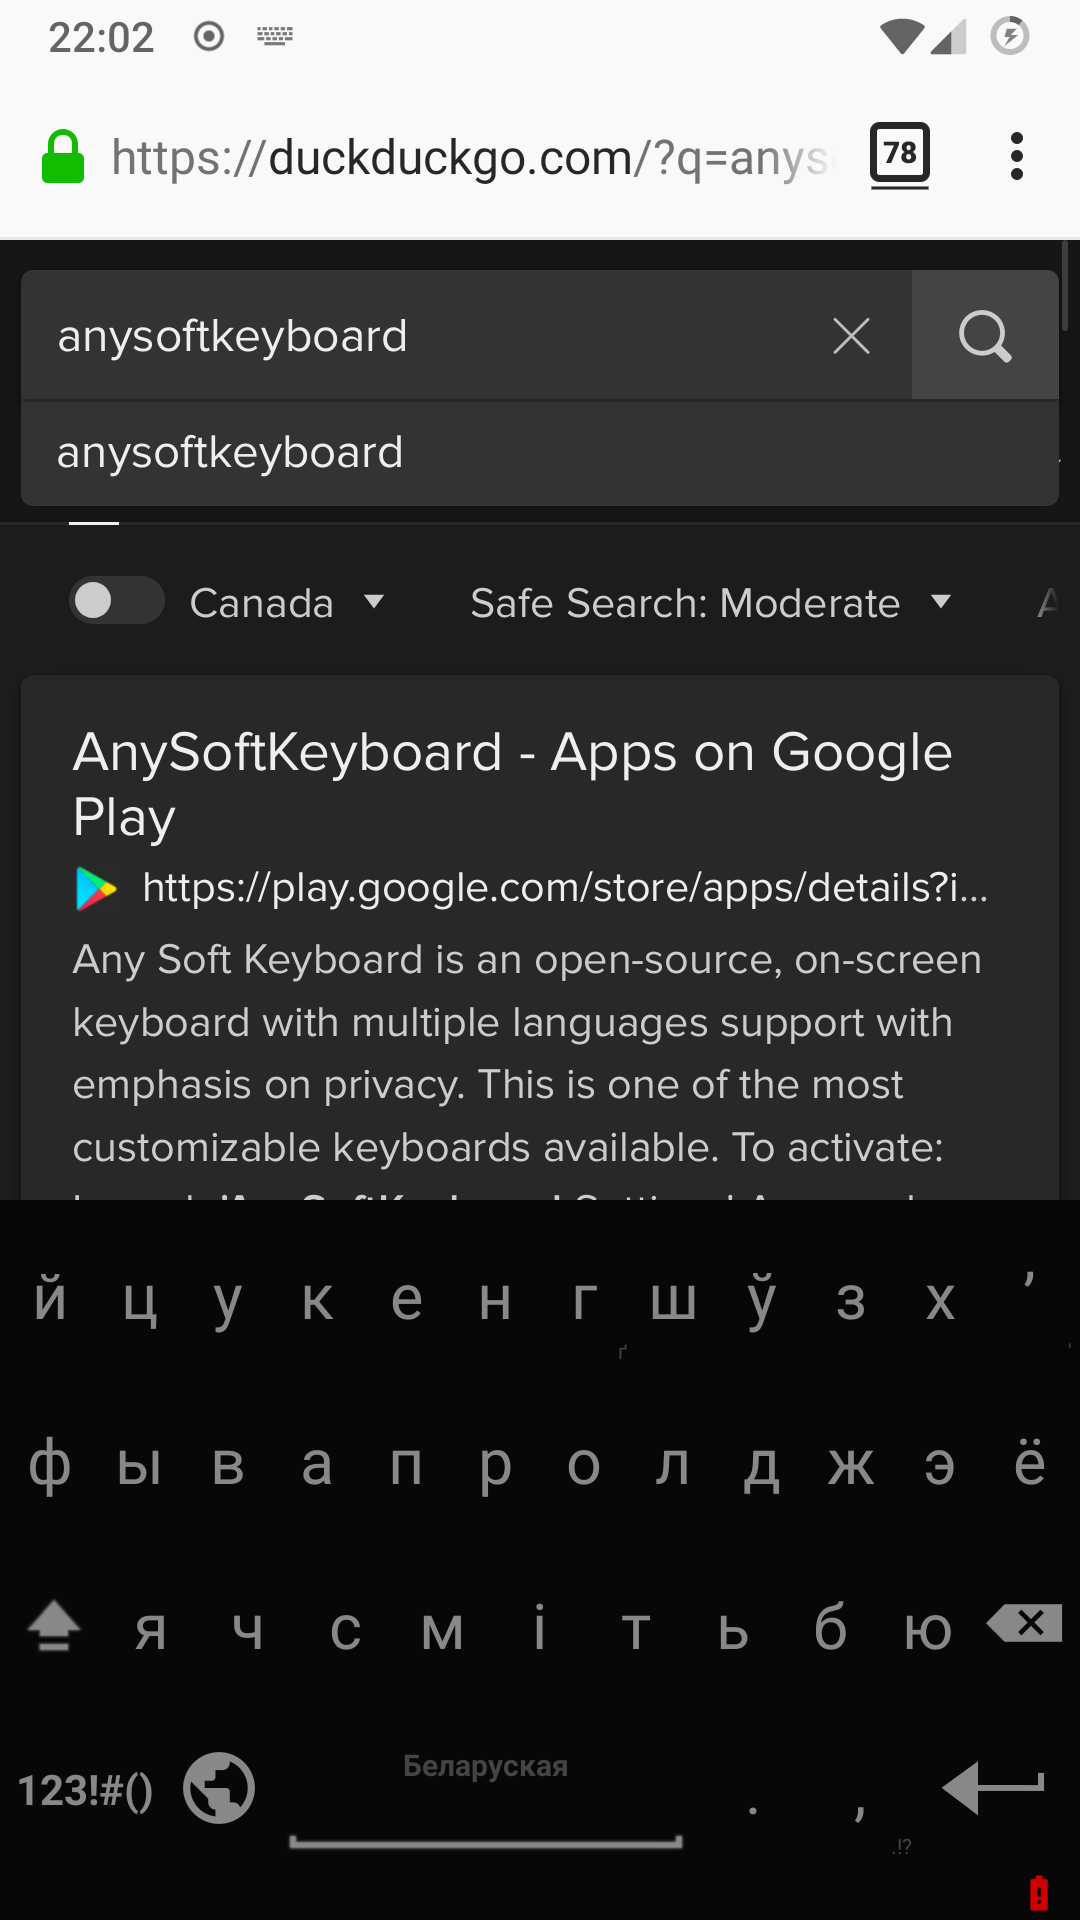 22:02
https://duckduckgo.com/?q=anys
78
anysoftkeyboard
anysoftkeyboard
Canada Safe Search: Moderate
AnySoftKeyboard - Apps on Google
Play
https://play.google.com/store/apps/details?i...
Any Soft Keyboard is an open-source, on-screen
keyboard with multiple languages support with
emphasis on privacy. This is one of the most
customizable keyboards available. To activate:
й ц у к е н г ш ў з х ’
ґ '
ф ы в а п р о л д ж э ё
я ч с м і т ь б ю
Беларуская
123!#() . ,
.!?